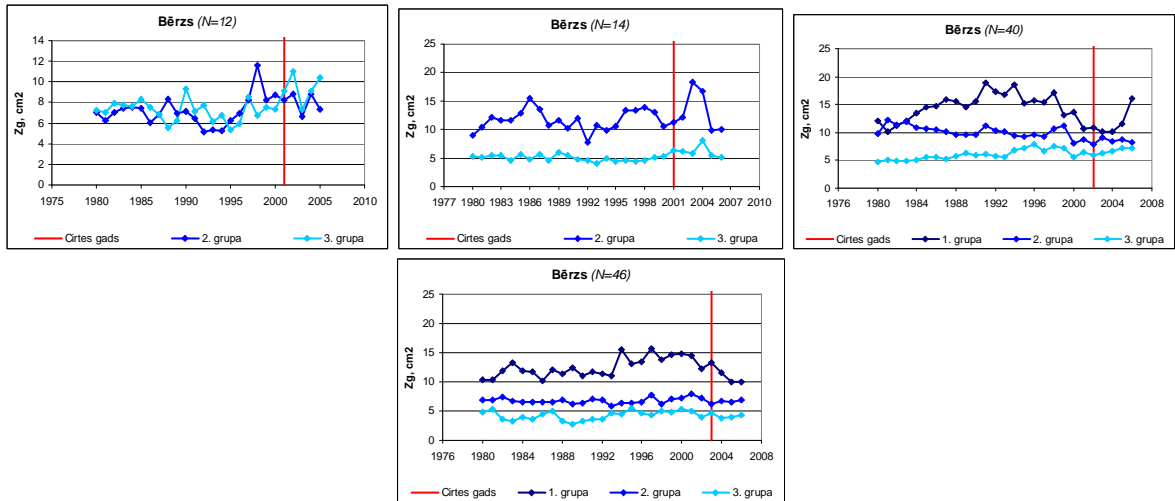 Bērzs (N=12)
Zg, cm2
14
12
10
8
6
4
2
0
1975 1980 1985 1990 1995 2000 2005 2010
Cirtes gads 2. grupa 3. grupa
Bērzs (N=14)
Zg, cm2
25
20
15
10
5
0
1977 1980 1983 1986 1989 1992 1995 1998 2001 2004 2007 2010
Cirtes gads 2. grupa 3. grupa
Bērzs (N=40)
Zg, cm2
25
20
15
10
5
0
1976 1980 1984 1988 1992 1996 2000 2004 2008
Cirtes gads 1. grupa 2. grupa 3. grupa
Bērzs (N=46)
Zg, cm2
25
20
15
10
5
0
1976 1980 1984 1988 1992 1996 2000 2004 2008
Cirtes gads 1. grupa 2. grupa 3. grupa